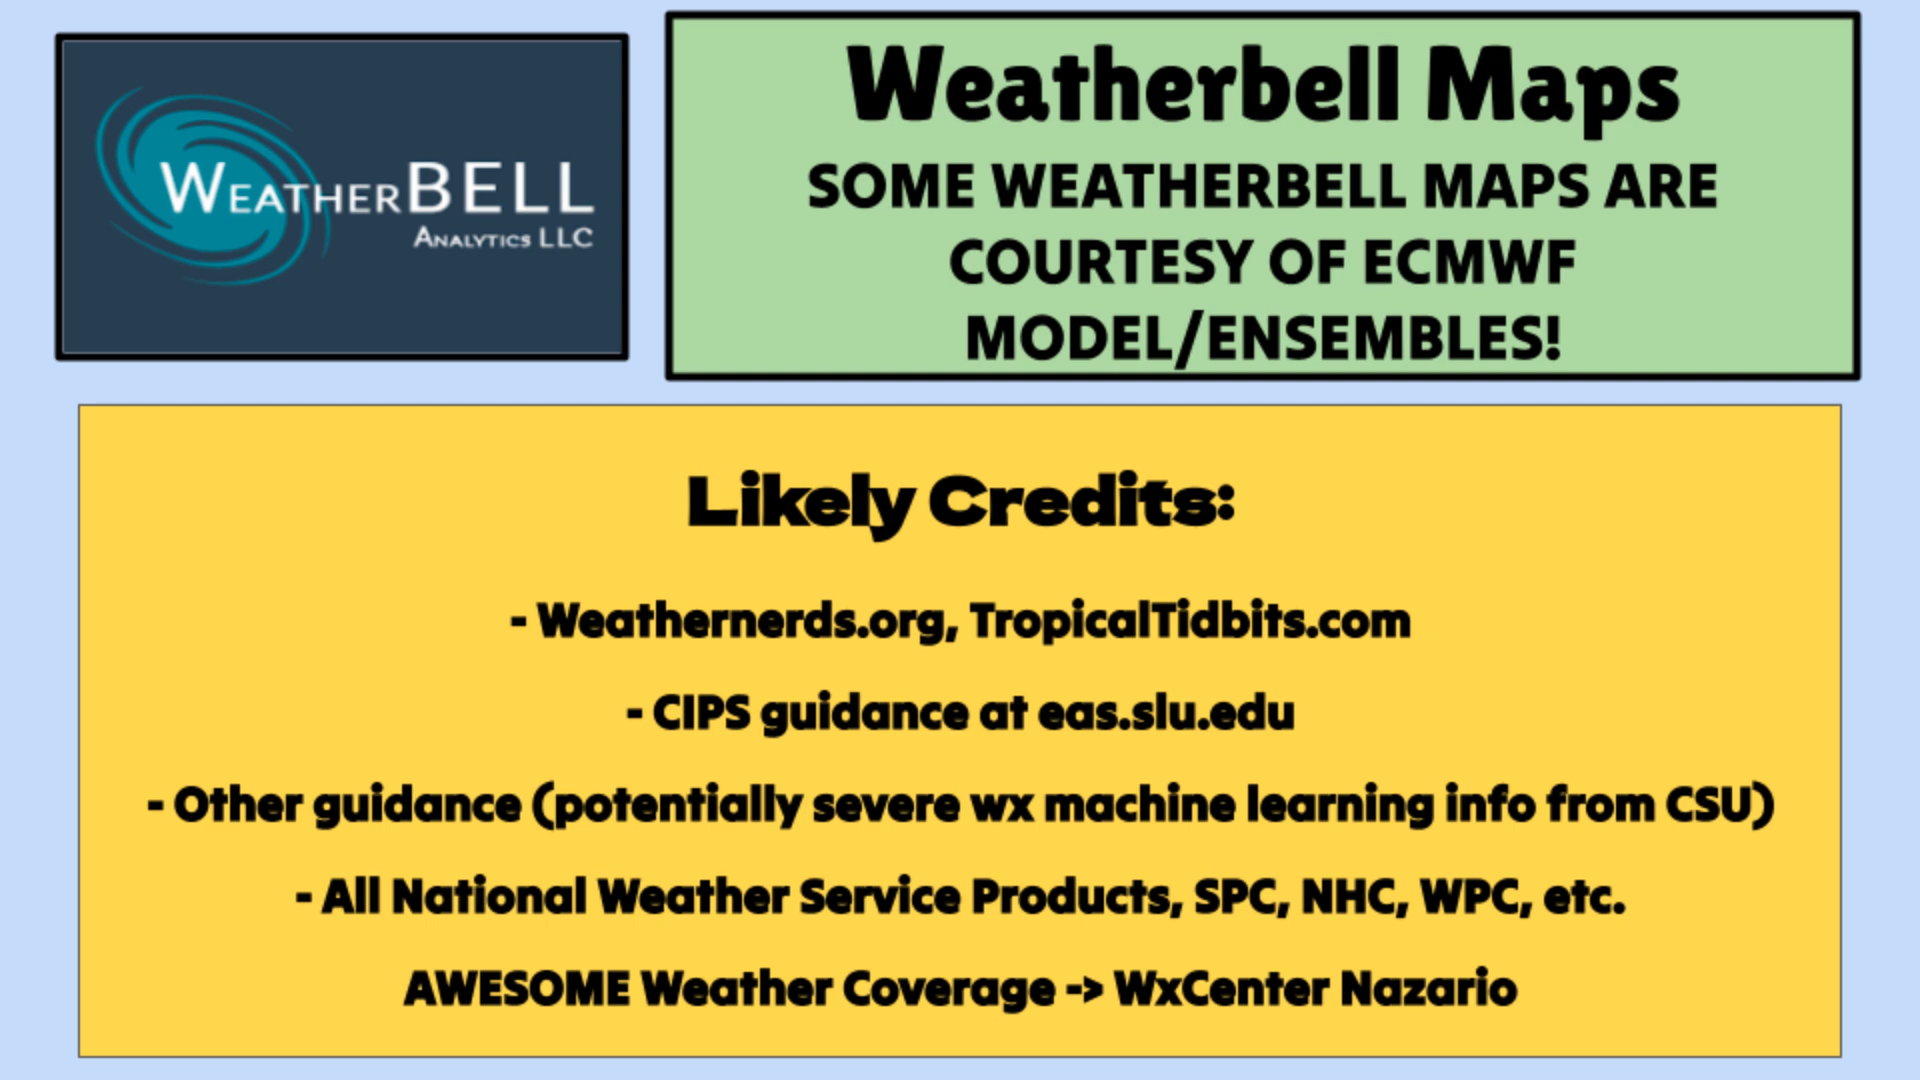 WEATHERBELL
ANALYTICS LLC
Weatherbell Maps
SOME WEATHERBELL MAPS ARE
COURTESY OF ECMWF
MODEL/ENSEMBLES!
Likely Credits:
- Weathernerds.org, TropicalTidbits.com
- CIPS guidance at eas.slu.edu
- Other guidance (potentially severe wx machine learning info from CSU)
- All National Weather Service Products, SPC, NHC, WPC, etc.
AWESOME Weather Coverage -> WxCenter Nazario